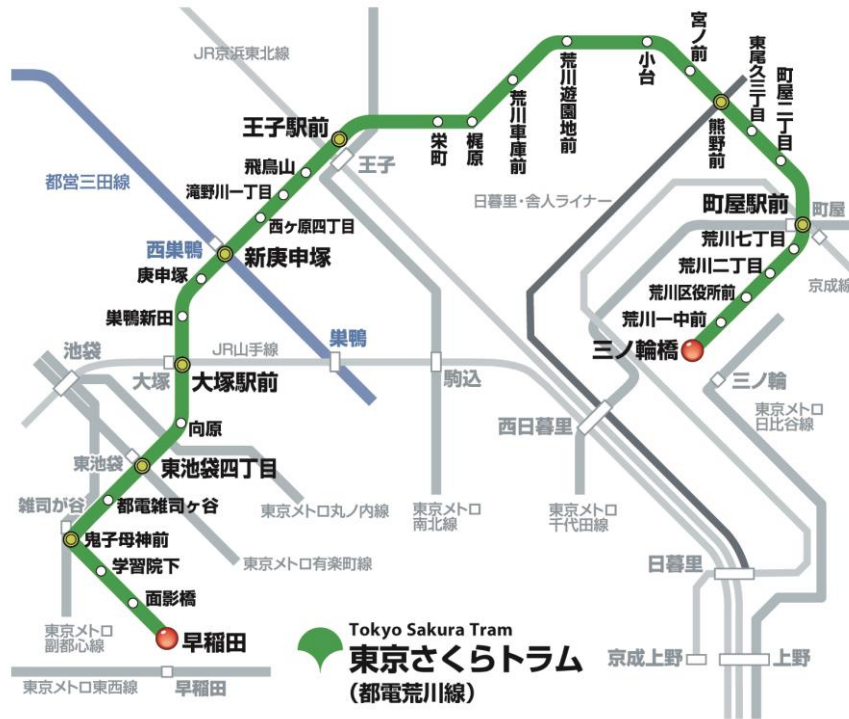 JR京浜東北線
王子駅前
王子
栄町
梶原
荒川車庫前
荒川遊園地前
小台
宮ノ前
熊野前
東尾久三丁目
町屋二丁目
飛鳥山
滝野川一丁目
西ヶ原四丁目
都営三田線
日暮里・舎人ライナー
町屋駅前
町屋
西巣鴨
新庚申塚
庚申塚
荒川七丁目
荒川二丁目
荒川区役所前
荒川一中前
京成線
巣鴨新田
三ノ輪橋
池袋
JR山手線
巣鴨
大塚
大塚駅前
駒込
三ノ輪
東京メトロ
日比谷線
向原
西日暮里
東池袋
東池袋四丁目
雑司が谷
都電雑司ヶ谷
東京メトロ丸ノ内線
東京メトロ
南北線
東京メトロ
千代田線
鬼子母神前
東京メトロ有楽町線
日暮里
学習院下
面影橋
東京メトロ
副都心線
早稲田
Tokyo Sakura Tram
東京さくらトラム
(都電荒川線)
京成上野
上野
東京メトロ東西線
早稲田